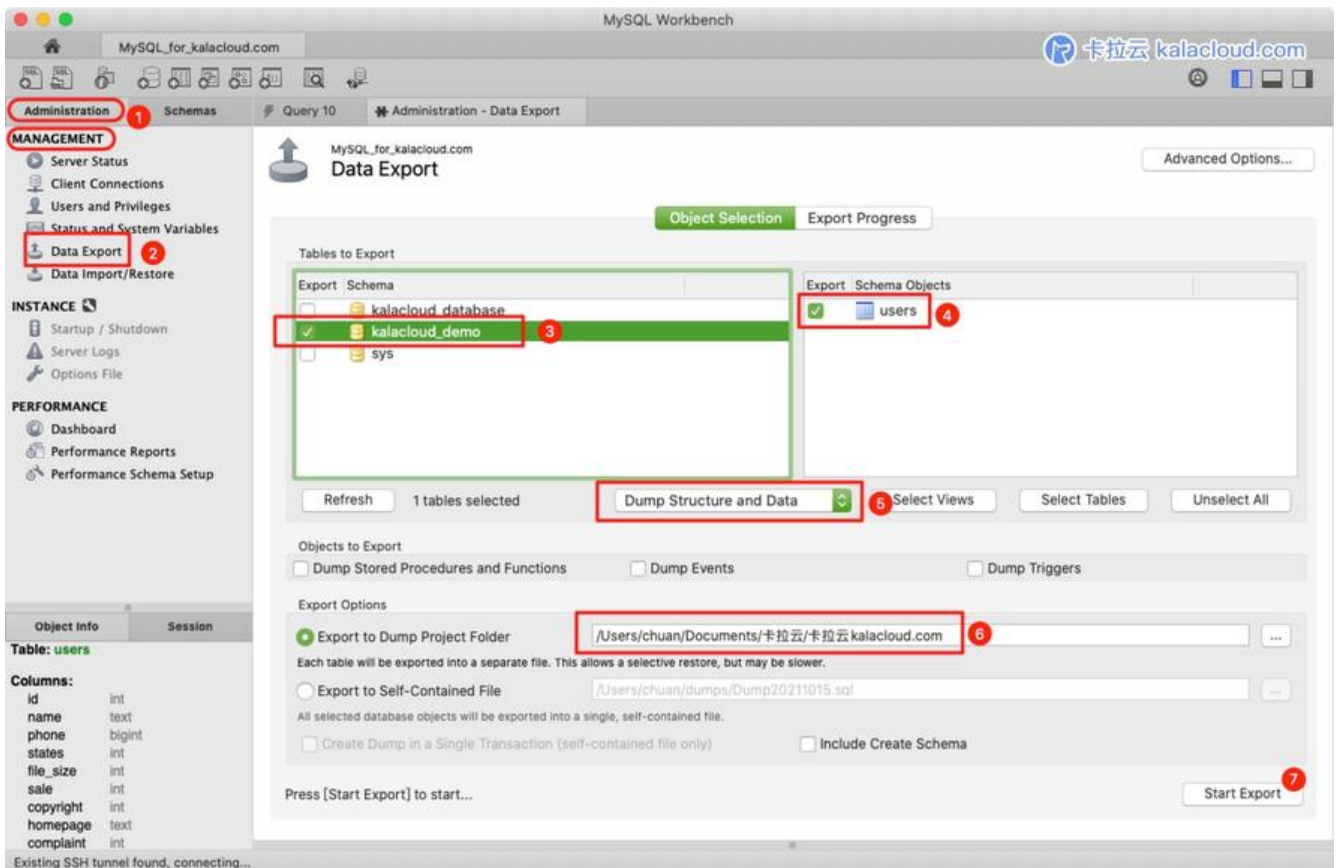 MySQL Workbench
MySQL_for_kalacloud.com
卡拉云 kalacloud.com
Administration 1 Schemas
Query 10 Administration - Data Export
MANAGEMENT
Server Status
Client Connections
Users and Privileges
Status and System Variables
Data Export 2
Data Import/Restore
INSTANCE
Startup / Shutdown
Server Logs
Options File
PERFORMANCE
Dashboard
Performance Reports
Performance Schema Setup
MySQL_for_kalacloud.com
Data Export
Advanced Options...
Object Selection Export Progress
Tables to Export
Export Schema
kalacloud_database
kalacloud_demo 3
sys
Export Schema Objects
users 4
Refresh 1 tables selected Dump Structure and Data 5 Select Views Select Tables Unselect All
Objects to Export
Dump Stored Procedures and Functions Dump Events Dump Triggers
Export Options
Export to Dump Project Folder /Users/chuan/Documents/卡拉云/卡拉云kalacloud.com 6 ...
Each table will be exported into a separate file. This allows a selective restore, but may be slower.
Export to Self-Contained File /Users/chuan/dumps/Dump20211015.sql ...
All selected database objects will be exported into a single, self-contained file.
Create Dump in a Single Transaction (self-contained file only) Include Create Schema
Press [Start Export] to start... Start Export 7
Object Info Session
Table: users
Columns:
id int
name text
phone bigint
states int
file_size int
sale int
copyright int
homepage text
complaint int
Existing SSH tunnel found, connecting...